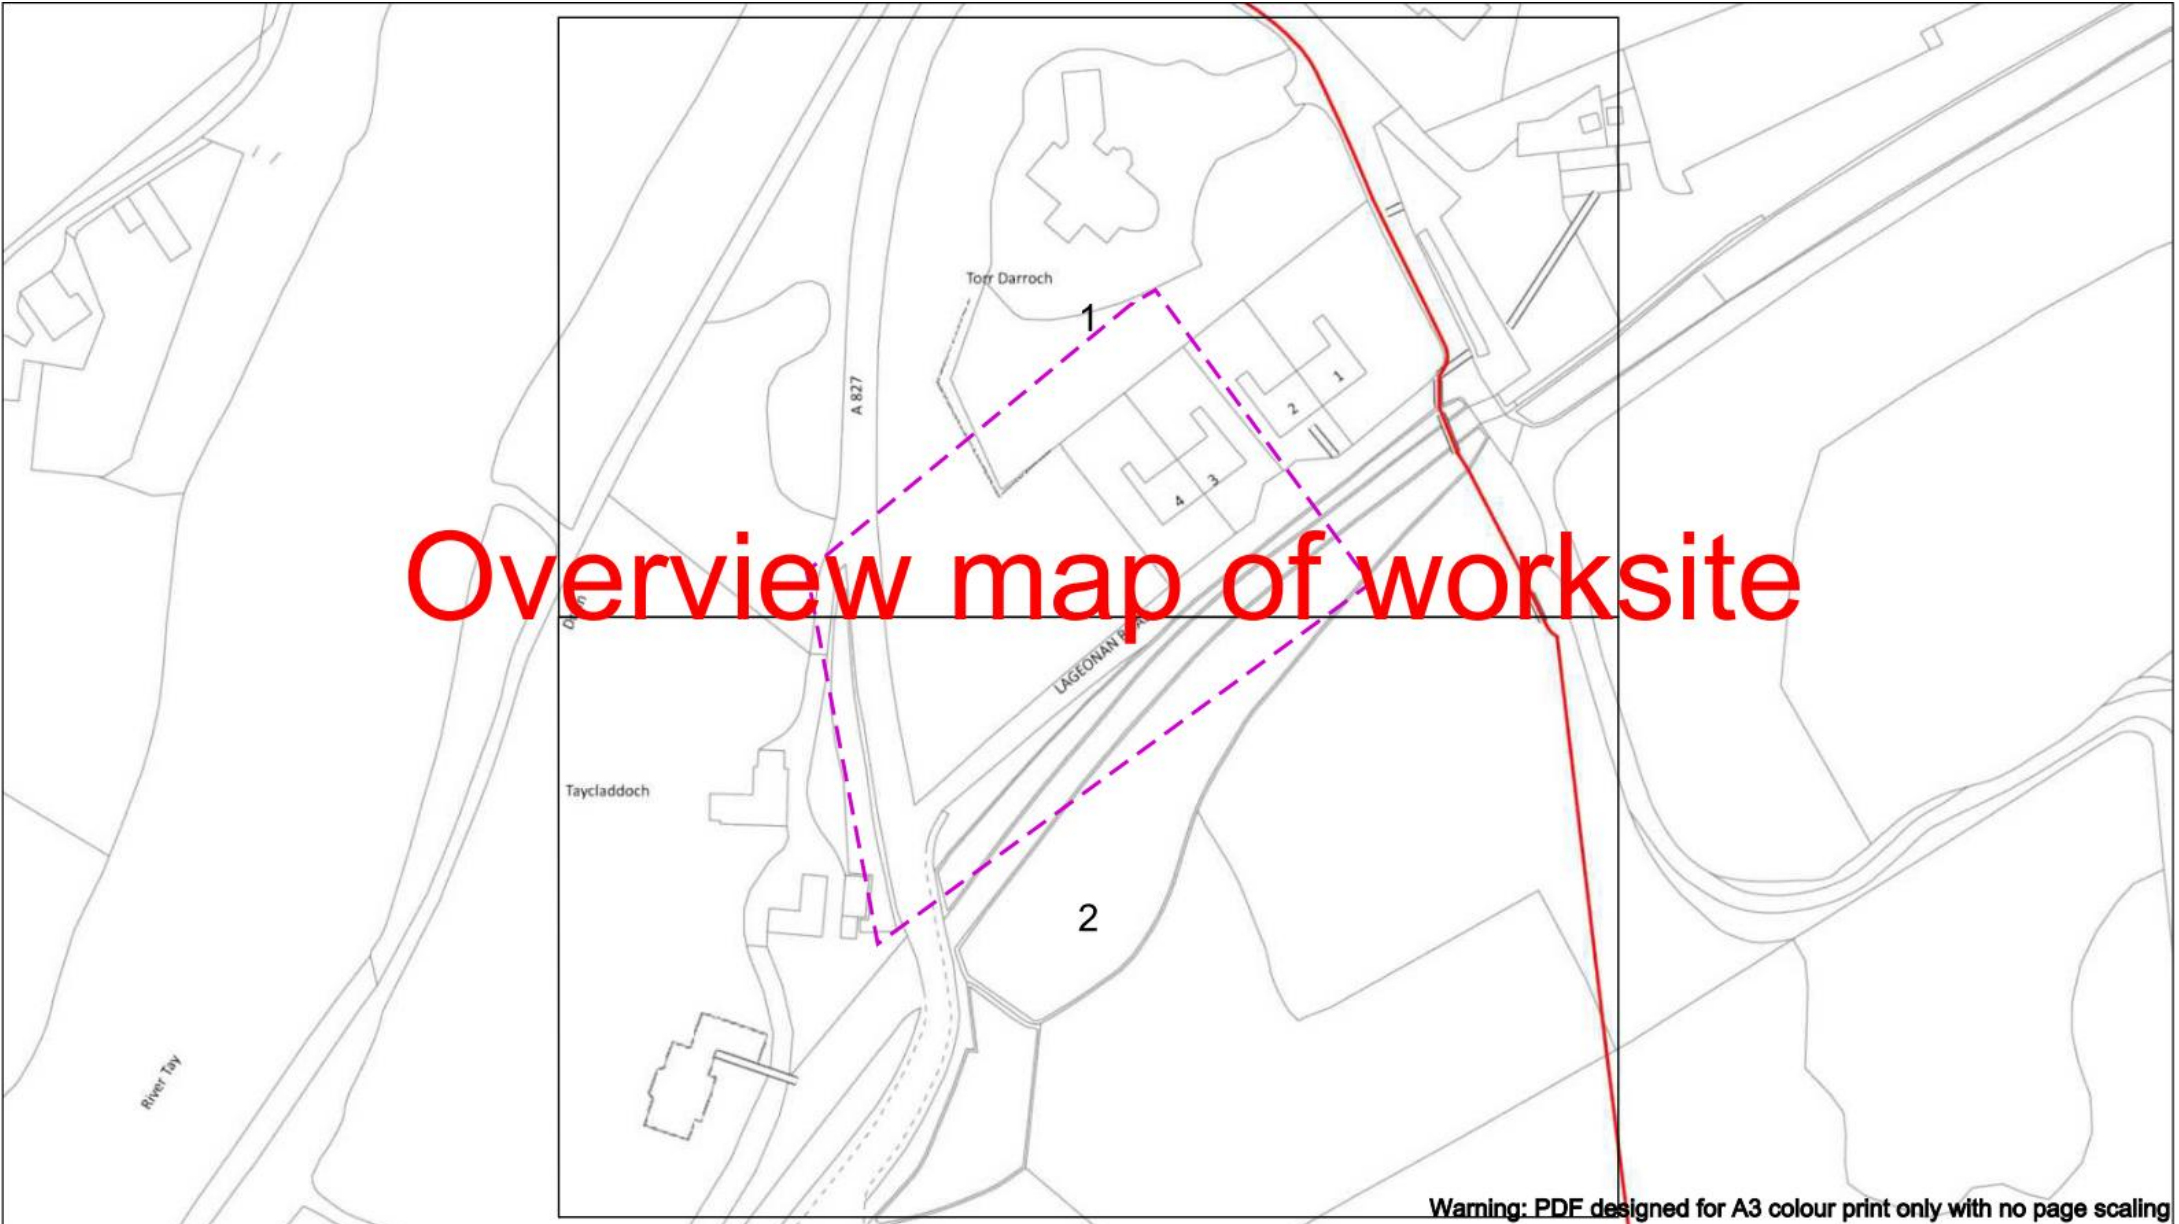 Torr Darroch
1
A 827
1
2
3
4
Overview map of worksite
LAGEONAN
Taycladdoch
2
River Tay
Warning: PDF designed for A3 colour print only with no page scaling